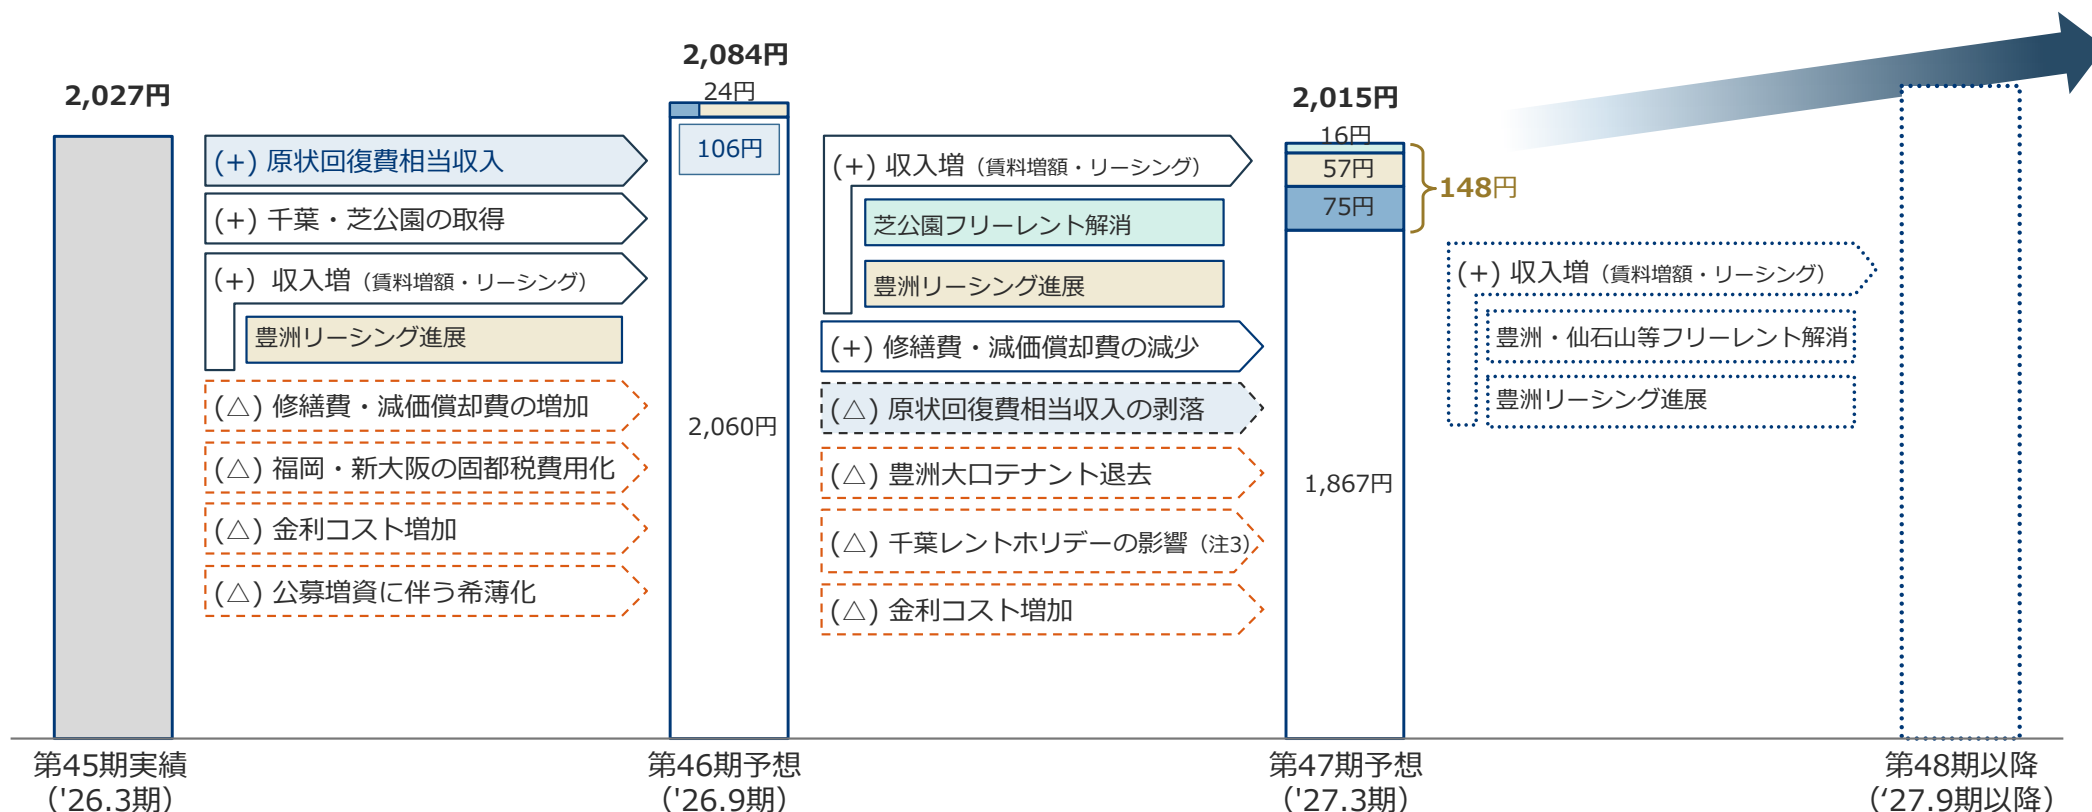 2,027円
(+) 原状回復費相当収入
(+) 千葉・芝公園の取得
(+) 収入増（賃料増額・リーシング）
豊洲リーシング進展
(△) 修繕費・減価償却費の増加
(△) 福岡・新大阪の固都税費用化
(△) 金利コスト増加
(△) 公募増資に伴う希薄化
2,084円
24円
106円
2,060円
(+) 収入増（賃料増額・リーシング）
芝公園フリーレント解消
豊洲リーシング進展
(+) 修繕費・減価償却費の減少
(△) 原状回復費相当収入の剥落
(△) 豊洲大口テナント退去
(△) 千葉レントホリデーの影響（注3）
(△) 金利コスト増加
2,015円
16円
57円
75円
148円
1,867円
(+) 収入増（賃料増額・リーシング）
豊洲・仙石山等フリーレント解消
豊洲リーシング進展
第45期実績
（'26.3期）
第46期予想
（'26.9期）
第47期予想
（'27.3期）
第48期以降
（‘27.9期以降）